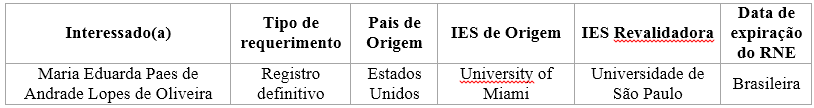 Interessado(a) Tipo de requerimento Pais de Origem IES de Origem IES Revalidadora Data de expiração do RNE
Maria Eduarda Paes de Andrade Lopes de Oliveira Registro definitivo Estados Unidos University of Miami Universidade de São Paulo Brasileira